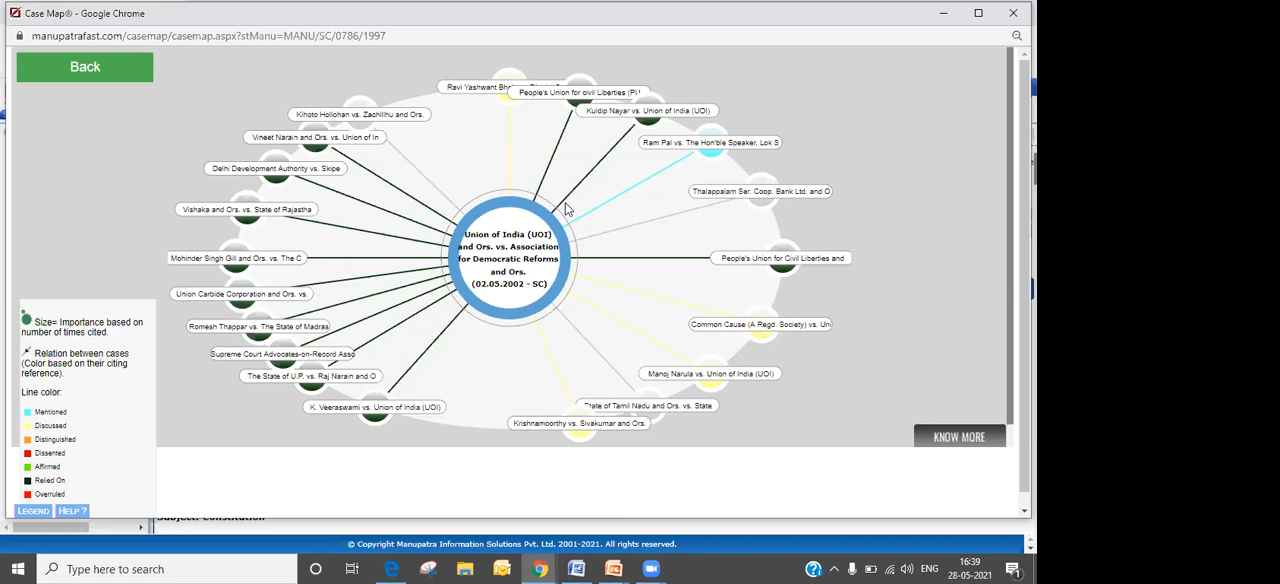 Case Map® - Google Chrome
manupatrafast.com/casemap/casemap.aspx?stManu=MANU/SC/0786/1997
Back
Ravi Yashwant
People's Union for civil Liberties (PU
Kuldip Nayar vs. Union of India (UOI)
Kihoto Hollohan vs. Zachillhu and Ors.
Vineet Narain and Ors. vs. Union of In
Ram Pal vs. The Hon'ble Speaker, Lok S
Delhi Development Authority vs. Skipe
Thalappalam Ser. Coop. Bank Ltd. and O
Vishaka and Ors. vs. State of Rajastha
Union of India (UOI)
and Ors. vs. Association
for Democratic Reforms
and Ors.
(02.05.2002 - SC)
Mohinder Singh Gill and Ors. vs. The C
People's Union for Civil Liberties and
Union Carbide Corporation and Ors. vs.
Romesh Thappar vs. The State of Madras
Common Cause (A Regd. Society) vs. Un
Supreme Court Advocates-on-Record Asso
The State of U.P. vs. Raj Narain and O
Manoj Narula vs. Union of India (UOI)
K. Veeraswami vs. Union of India (UOI)
State of Tamil Nadu and Ors. vs. State
Krishnamoorthy vs. Sivakumar and Ors.
KNOW MORE
Size= Importance based on
number of times cited.
Relation between cases
(Color based on their citing
reference).
Line color:
Mentioned
Discussed
Distinguished
Dissented
Affirmed
Relied On
Overruled
LEGEND HELP ?
Subject: Constitution
© Copyright Manupatra Information Solutions Pvt. Ltd. 2001-2021. All rights reserved.
Type here to search
ENG
16:39
28-05-2021